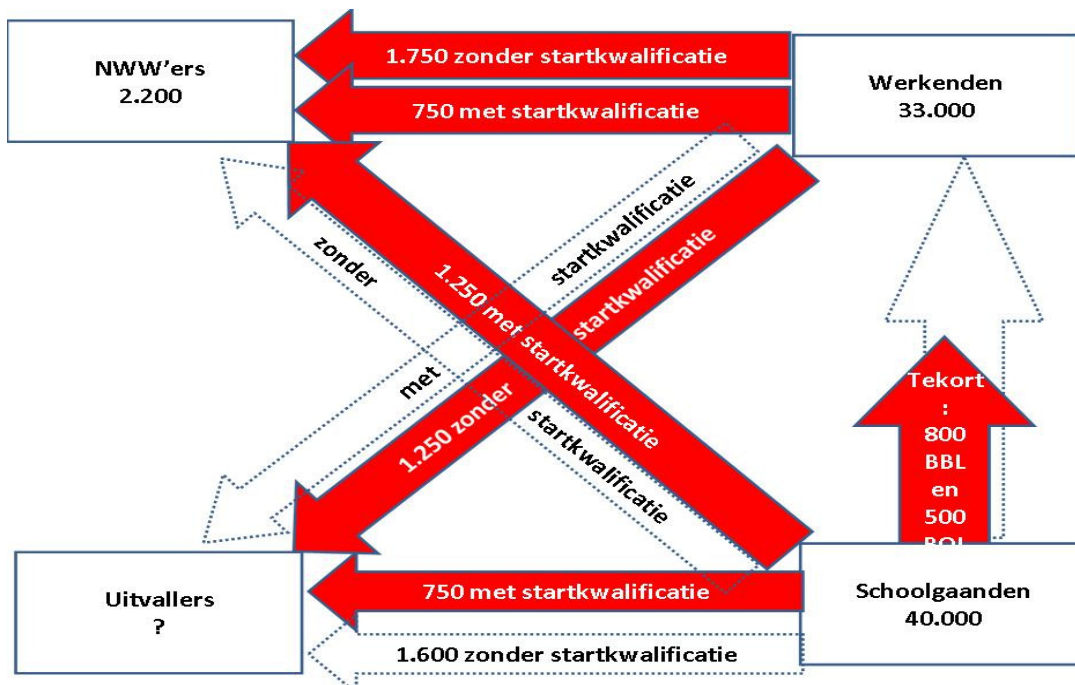 NWW'ers
2.200
1.750 zonder startkwalificatie
750 met startkwalificatie
Werkenden
33.000
zonder
startkwalificatie
1.250 met startkwalificatie
met
startkwalificatie
1.250 zonder
startkwalificatie
Tekort
:
800
BBL
en
500
BOL
Uitvallers
?
750 met startkwalificatie
1.600 zonder startkwalificatie
Schoolgaanden
40.000